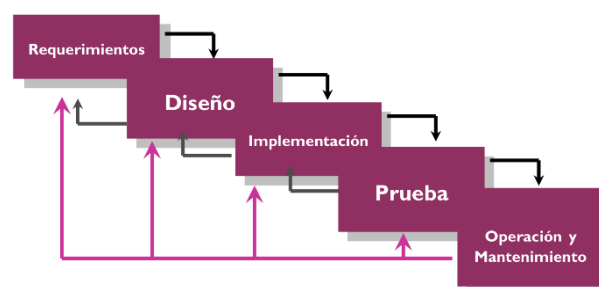 Requerimientos
Diseño
Implementación
Prueba
Operación y
Mantenimiento